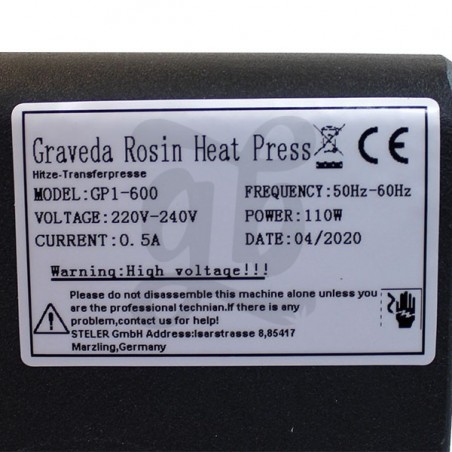 Graveda Rosin Heat Press
Hitze-Transferpresse
MODEL:GP1-600 FREQUENCY:50Hz-60Hz
VOLTAGE:220V-240V POWER:110W
CURRENT:0.5A DATE:04/2020
Warning:High voltage!!!
Please do not disassemble this machine alone unless you
are the professional technian.If there is any
problem,contact us for help!
STELER GmbH Address:Isarstrasse 8,85417
Marzling,Germany